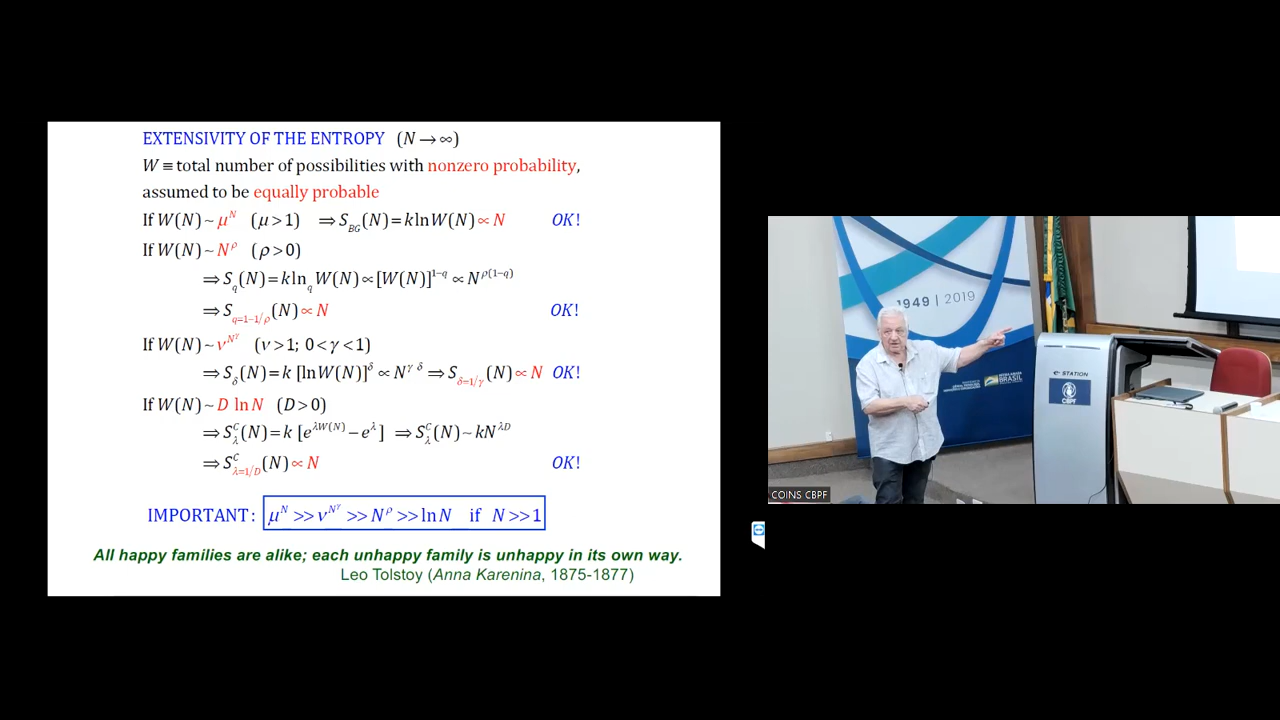 EXTENSIVITY OF THE ENTROPY (N → ∞)
W ≡ total number of possibilities with nonzero probability,
assumed to be equally probable
If W(N) ~ μ^N (μ > 1) ⇒ S_BG(N) = k ln W(N) ∝ N OK!
If W(N) ~ N^ρ (ρ > 0)
⇒ S_q(N) = k ln_q W(N) ∝ [W(N)]^{1−q} ∝ N^{ρ(1−q)}
⇒ S_{q=1−1/ρ}(N) ∝ N OK!
If W(N) ~ ν^{N^γ} (ν > 1; 0 < γ < 1)
⇒ S_δ(N) = k [ln W(N)]^δ ∝ N^{γ δ} ⇒ S_{δ=1/γ}(N) ∝ N OK!
If W(N) ~ D ln N (D > 0)
⇒ S^C_λ(N) = k [e^{λW(N)} − e^λ] ⇒ S^C_λ(N) ~ kN^{λD}
⇒ S^C_{λ=1/D}(N) ∝ N OK!
IMPORTANT: μ^N >> ν^{N^γ} >> N^ρ >> ln N if N >> 1
All happy families are alike; each unhappy family is unhappy in its own way.
Leo Tolstoy (Anna Karenina, 1875-1877)
1949 | 2019
BRASIL
e-STATION
CBPF
COINS CBPF